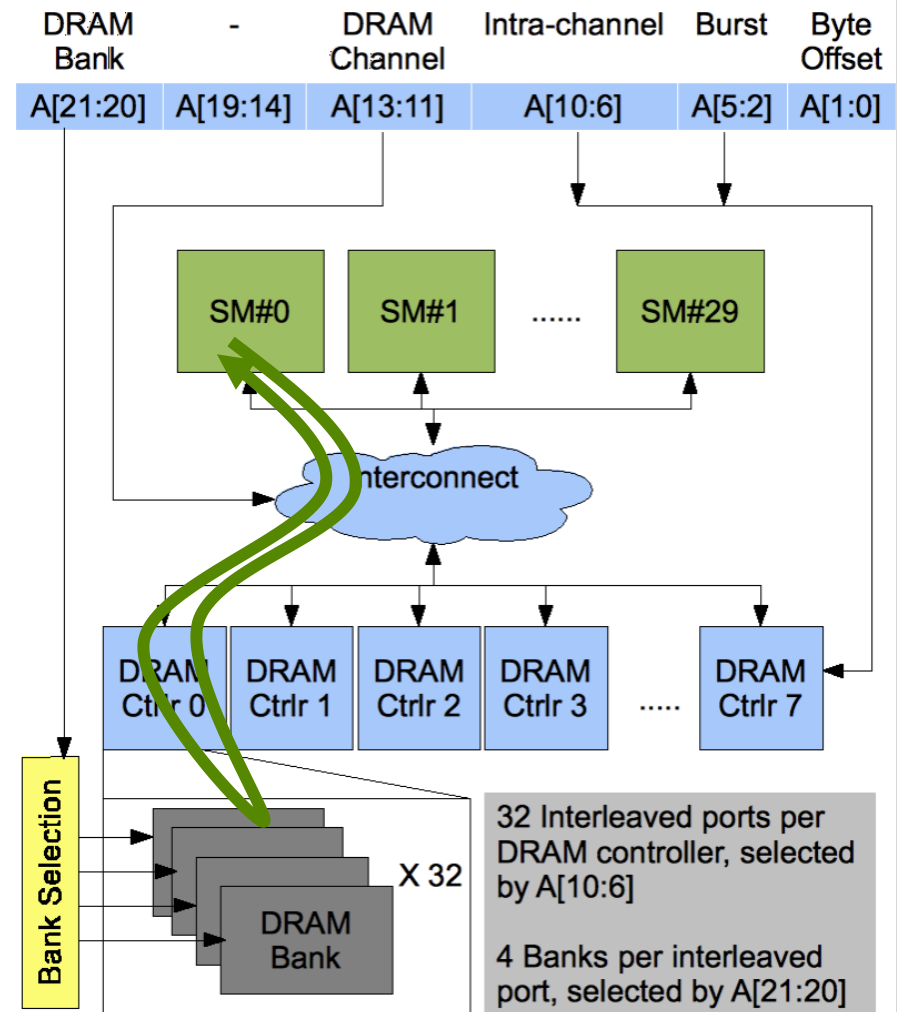 DRAM Bank
-
DRAM Channel
Intra-channel
Burst
Byte Offset
A[21:20]
A[19:14]
A[13:11]
A[10:6]
A[5:2]
A[1:0]
SM#0
SM#1
......
SM#29
nterconnect
DRAM
Ctrlr 0
DRAM
Ctrlr 1
DRAM
Ctrlr 2
DRAM
Ctrlr 3
.....
DRAM
Ctrlr 7
Bank Selection
X 32
DRAM
Bank
32 Interleaved ports per
DRAM controller, selected
by A[10:6]
4 Banks per interleaved
port, selected by A[21:20]